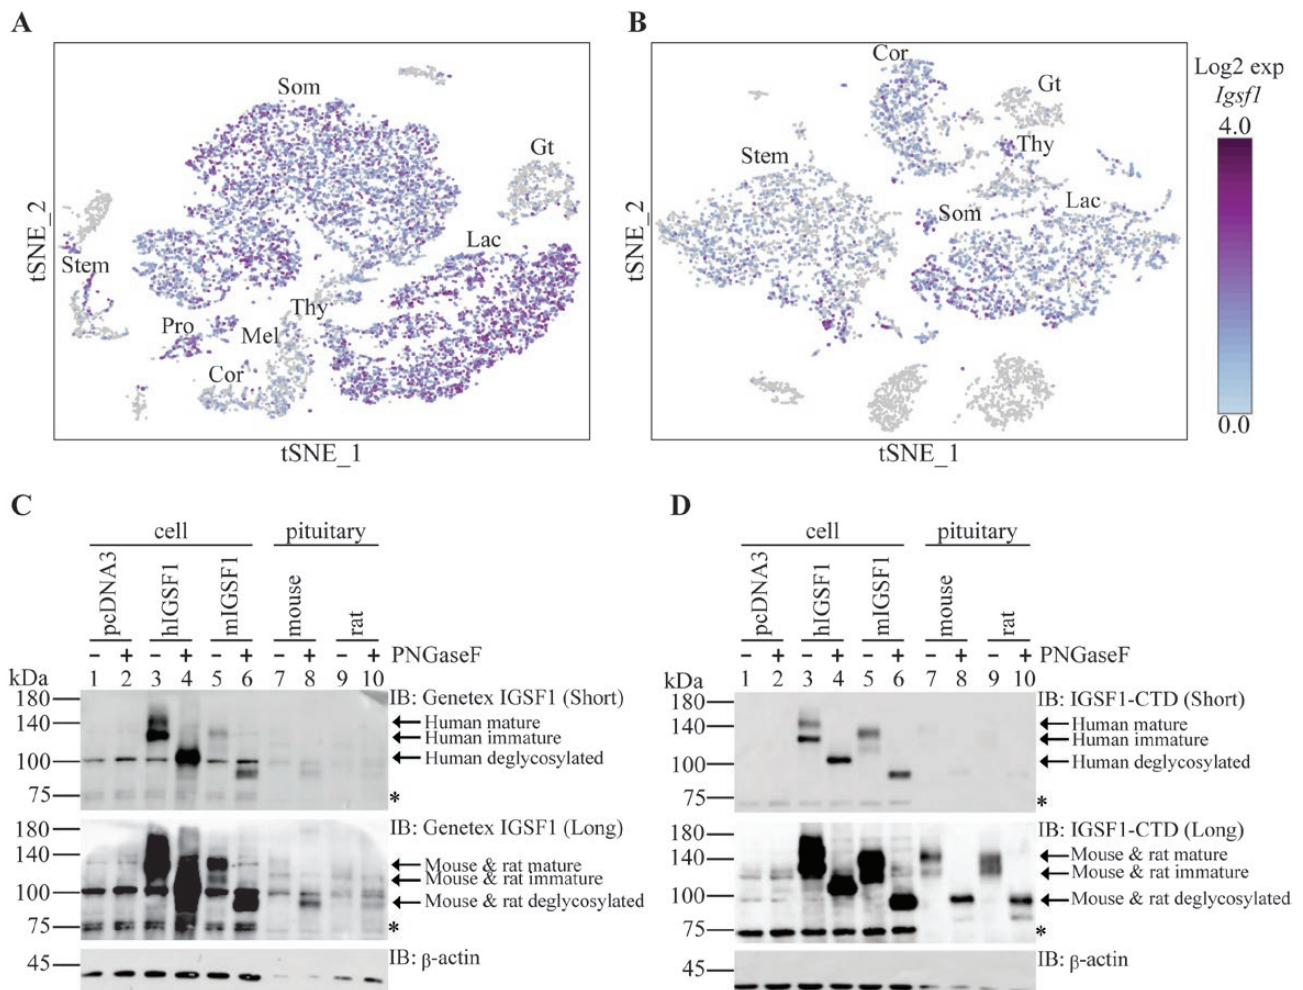 A
Som
Gt
Lac
Stem
Thy
Pro
Mel
Cor
tSNE_2
tSNE_1
B
Cor
Gt
Thy
Stem
Som
Lac
tSNE_2
tSNE_1
Log2 exp
Igsf1
4.0
0.0
C
cell pituitary
pcDNA3 hIGSF1 mIGSF1 mouse rat
− + − + − + − + − + PNGaseF
kDa 1 2 3 4 5 6 7 8 9 10
IB: Genetex IGSF1 (Short)
180
140 Human mature
Human immature
100 Human deglycosylated
75 *
IB: Genetex IGSF1 (Long)
180
140 Mouse & rat mature
Mouse & rat immature
100 Mouse & rat deglycosylated
75 *
45 IB: β-actin
D
cell pituitary
pcDNA3 hIGSF1 mIGSF1 mouse rat
− + − + − + − + − + PNGaseF
kDa 1 2 3 4 5 6 7 8 9 10
IB: IGSF1-CTD (Short)
180
140 Human mature
Human immature
100 Human deglycosylated
75 *
IB: IGSF1-CTD (Long)
180
140 Mouse & rat mature
Mouse & rat immature
100 Mouse & rat deglycosylated
75 *
45 IB: β-actin